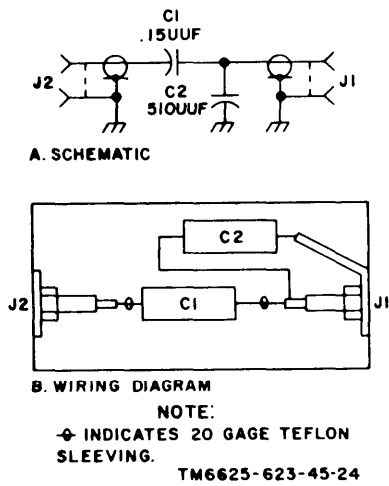 C1
.15UUF
J2
C2
510UUF
J1
A. SCHEMATIC
C2
J2
C1
J1
B. WIRING DIAGRAM
NOTE:
INDICATES 20 GAGE TEFLON
SLEEVING.
TM6625-623-45-24